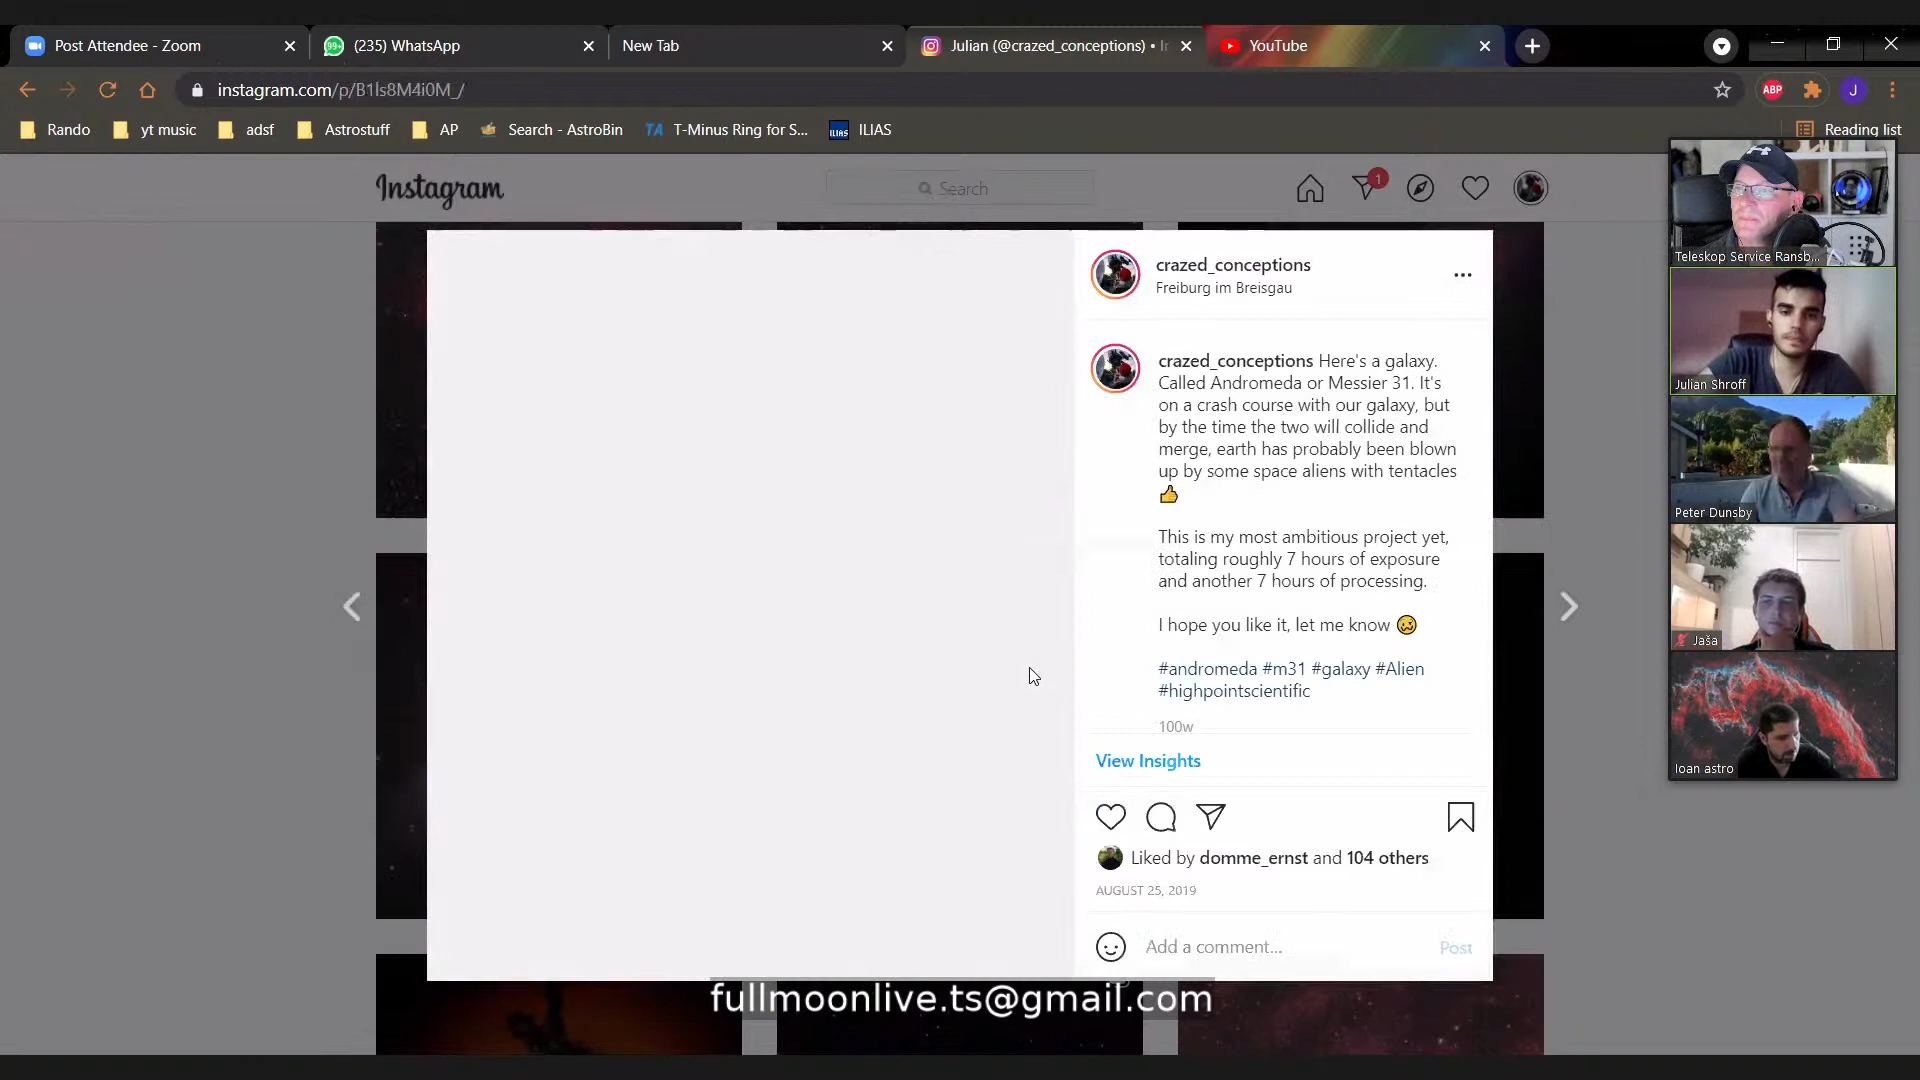 Post Attendee - Zoom
(235) WhatsApp
New Tab
Julian (@crazed_conceptions) • In
YouTube
instagram.com/p/B1ls8M4i0M_/
ABP
J
Rando
yt music
adsf
Astrostuff
AP
Search - AstroBin
TA T-Minus Ring for S...
ILIAS
ILIAS
Reading list
Instagram
Search
1
crazed_conceptions
Freiburg im Breisgau
crazed_conceptions Here's a galaxy.
Called Andromeda or Messier 31. It's
on a crash course with our galaxy, but
by the time the two will collide and
merge, earth has probably been blown
up by some space aliens with tentacles
👍
This is my most ambitious project yet,
totaling roughly 7 hours of exposure
and another 7 hours of processing.
I hope you like it, let me know 🥴
#andromeda #m31 #galaxy #Alien
#highpointscientific
100w
View Insights
Liked by domme_ernst and 104 others
AUGUST 25, 2019
Add a comment...
Post
Teleskop Service Ransb...
Julian Shroff
Peter Dunsby
Jaša
Ioan astro
fullmoonlive.ts@gmail.com